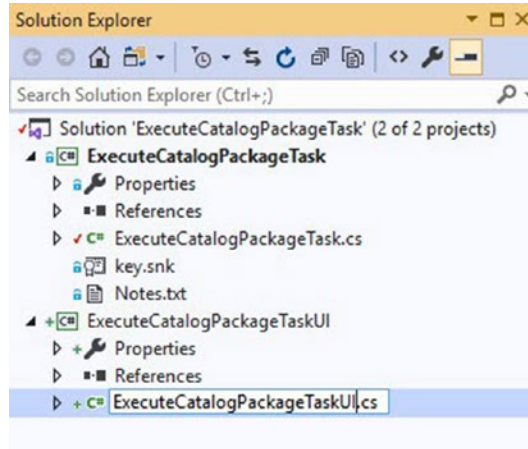 Solution Explorer
Search Solution Explorer (Ctrl+;)
Solution 'ExecuteCatalogPackageTask' (2 of 2 projects)
C# ExecuteCatalogPackageTask
Properties
References
C# ExecuteCatalogPackageTask.cs
key.snk
Notes.txt
C# ExecuteCatalogPackageTaskUI
Properties
References
C# ExecuteCatalogPackageTaskUI.cs